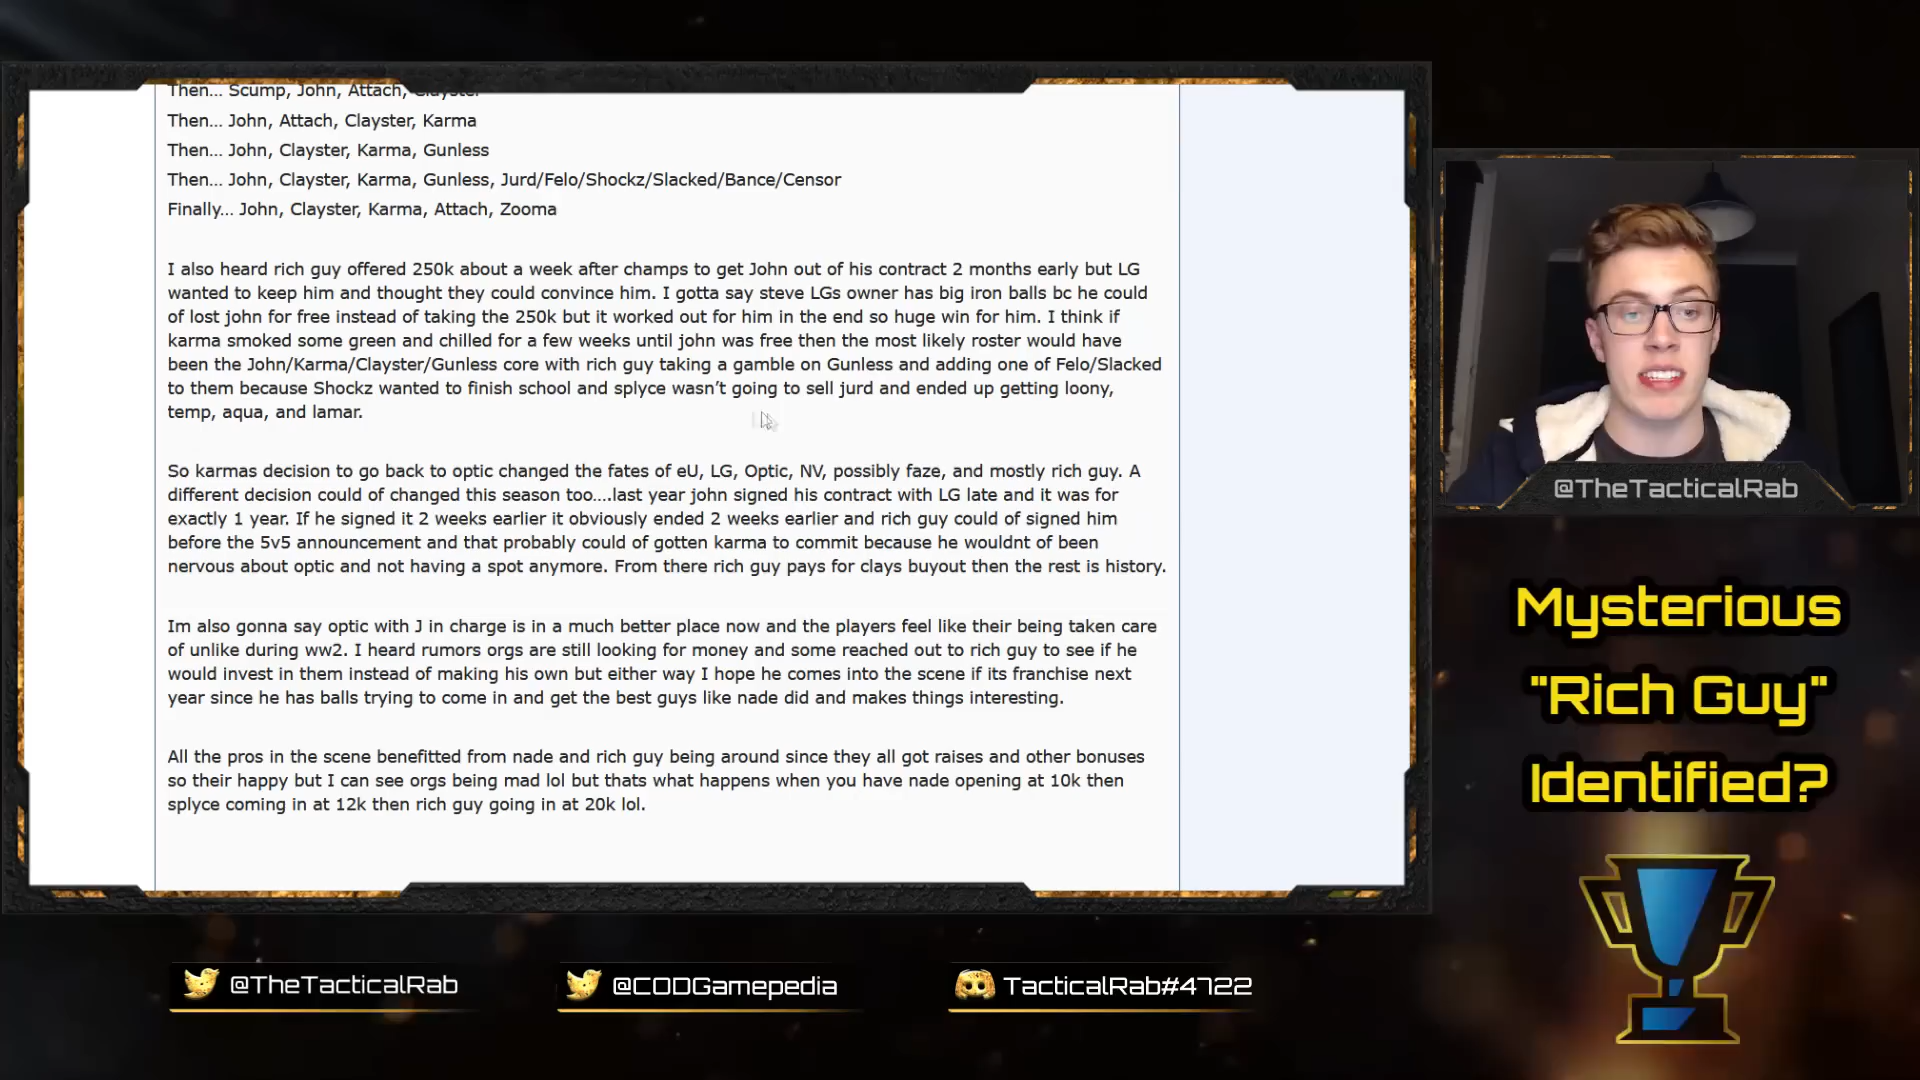 Then... Scump, John, Attach, Clayster
Then... John, Attach, Clayster, Karma
Then... John, Clayster, Karma, Gunless
Then... John, Clayster, Karma, Gunless, Jurd/Felo/Shockz/Slacked/Bance/Censor
Finally... John, Clayster, Karma, Attach, Zooma
I also heard rich guy offered 250k about a week after champs to get John out of his contract 2 months early but LG
wanted to keep him and thought they could convince him. I gotta say steve LGs owner has big iron balls bc he could
of lost john for free instead of taking the 250k but it worked out for him in the end so huge win for him. I think if
karma smoked some green and chilled for a few weeks until john was free then the most likely roster would have
been the John/Karma/Clayster/Gunless core with rich guy taking a gamble on Gunless and adding one of Felo/Slacked
to them because Shockz wanted to finish school and splyce wasn't going to sell jurd and ended up getting loony,
temp, aqua, and lamar.
So karmas decision to go back to optic changed the fates of eU, LG, Optic, NV, possibly faze, and mostly rich guy. A
different decision could of changed this season too....last year john signed his contract with LG late and it was for
exactly 1 year. If he signed it 2 weeks earlier it obviously ended 2 weeks earlier and rich guy could of signed him
before the 5v5 announcement and that probably could of gotten karma to commit because he wouldnt of been
nervous about optic and not having a spot anymore. From there rich guy pays for clays buyout then the rest is history.
Im also gonna say optic with J in charge is in a much better place now and the players feel like their being taken care
of unlike during ww2. I heard rumors orgs are still looking for money and some reached out to rich guy to see if he
would invest in them instead of making his own but either way I hope he comes into the scene if its franchise next
year since he has balls trying to come in and get the best guys like nade did and makes things interesting.
All the pros in the scene benefitted from nade and rich guy being around since they all got raises and other bonuses
so their happy but I can see orgs being mad lol but thats what happens when you have nade opening at 10k then
splyce coming in at 12k then rich guy going in at 20k lol.
@TheTacticalRab
Mysterious
"Rich Guy"
Identified?
@TheTacticalRab
@CODGamepedia
TacticalRab#4722